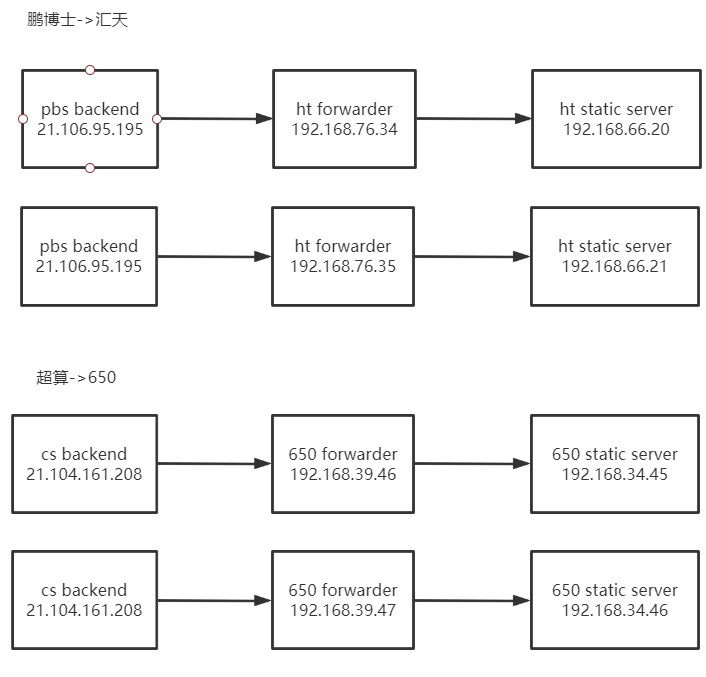 鹏博士->汇天
pbs backend
21.106.95.195
ht forwarder
192.168.76.34
ht static server
192.168.66.20
pbs backend
21.106.95.195
ht forwarder
192.168.76.35
ht static server
192.168.66.21
超算->650
cs backend
21.104.161.208
650 forwarder
192.168.39.46
650 static server
192.168.34.45
cs backend
21.104.161.208
650 forwarder
192.168.39.47
650 static server
192.168.34.46